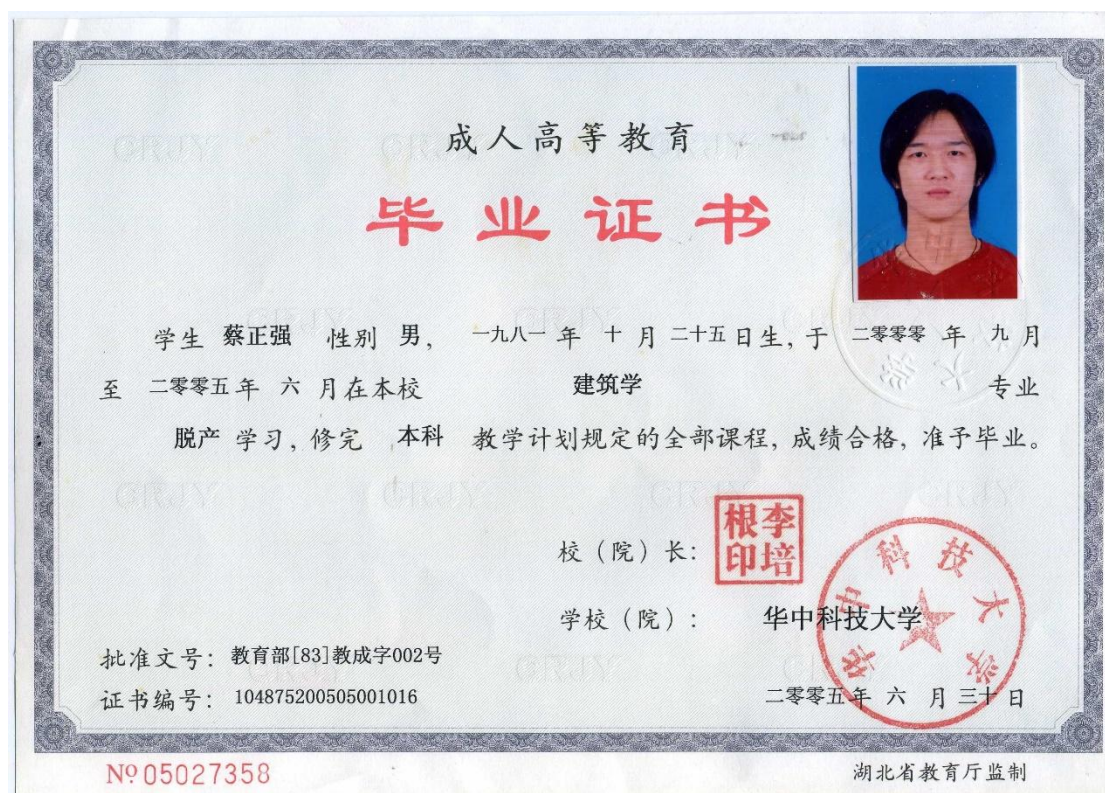 成人高等教育
毕业证书
学生 蔡正强 性别 男, 一九八一 年 十 月 二十五 日生, 于 二零零零 年 九 月
至 二零零五 年 六 月在本校 建筑学 专业
脱产 学习, 修完 本科 教学计划规定的全部课程, 成绩合格, 准予毕业。
李培根印
校（院）长:
学校（院）: 华中科技大学
华中科技大学
批准文号: 教育部[83]教成字002号
证书编号: 104875200505001016
二零零五年 六 月 三十 日
№ 05027358
湖北省教育厅监制
CRJY